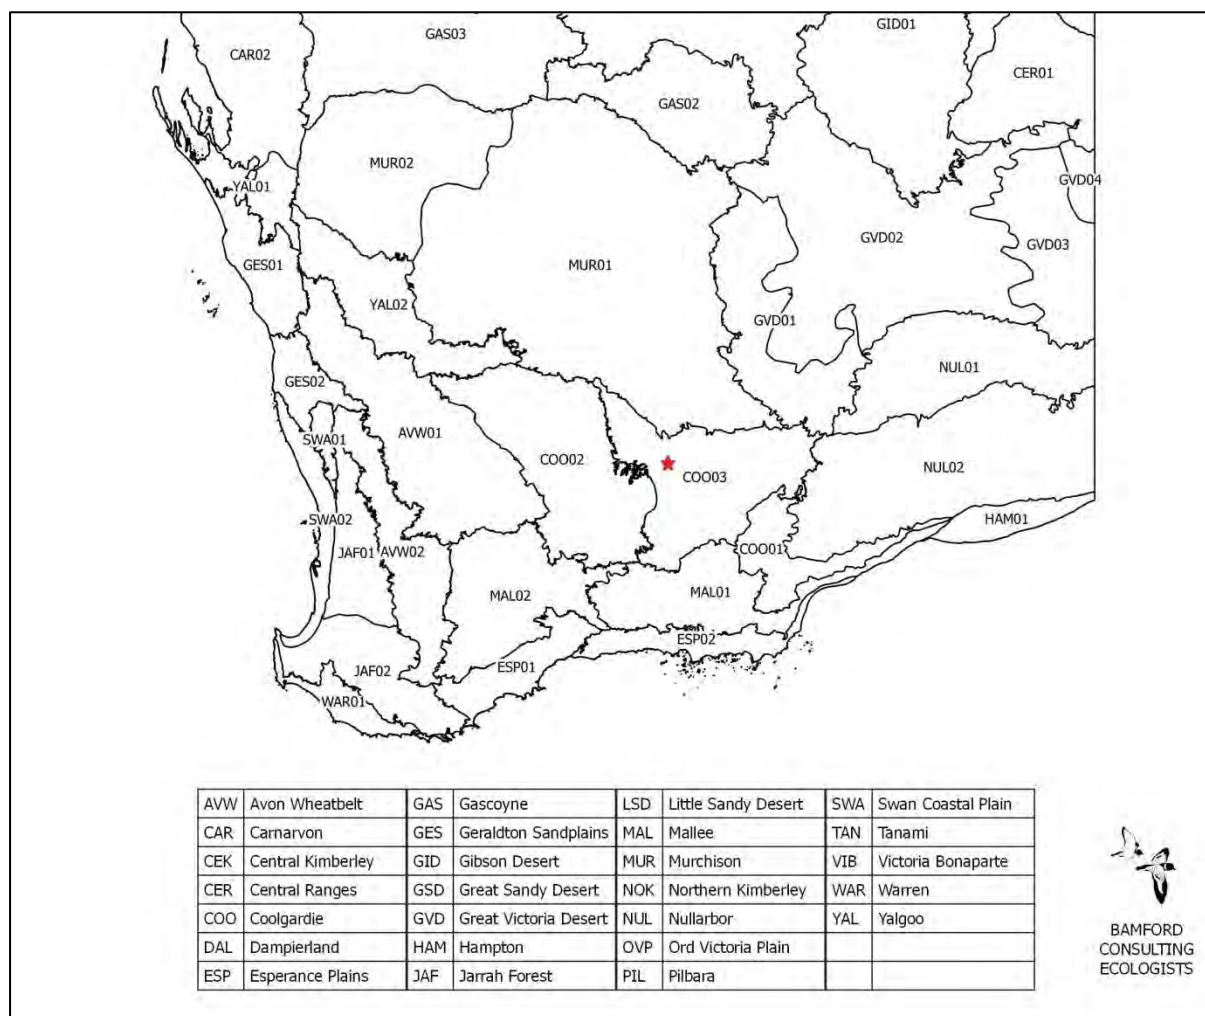 GAS03
GID01
CAR02
CER01
GAS02
MUR02
GVD04
YAL01
GVD02
GVD03
GES01
MUR01
YAL02
GVD01
NUL01
GES02
AVW01
SWA01
COO02
NUL02
COO03
SWA02
HAM01
JAF01
AVW02
COO01
MAL02
MAL01
ESP02
ESP01
JAF02
WAR01
AVW Avon Wheatbelt GAS Gascoyne LSD Little Sandy Desert SWA Swan Coastal Plain
CAR Carnarvon GES Geraldton Sandplains MAL Mallee TAN Tanami
CEK Central Kimberley GID Gibson Desert MUR Murchison VIB Victoria Bonaparte
CER Central Ranges GSD Great Sandy Desert NOK Northern Kimberley WAR Warren
COO Coolgardie GVD Great Victoria Desert NUL Nullarbor YAL Yalgoo
DAL Dampierland HAM Hampton OVP Ord Victoria Plain
ESP Esperance Plains JAF Jarrah Forest PIL Pilbara
BAMFORD
CONSULTING
ECOLOGISTS